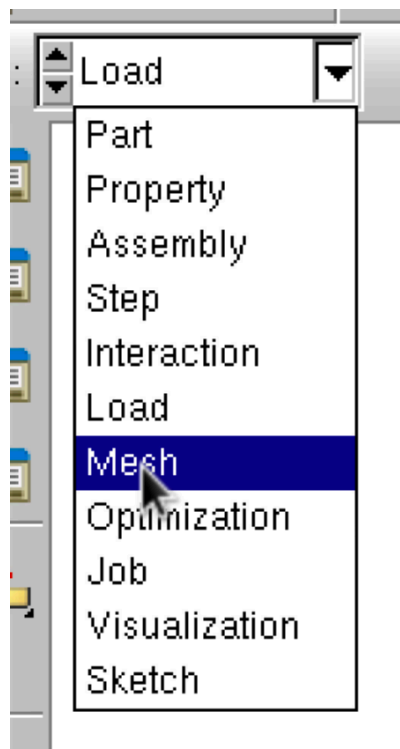 : Load
Part
Property
Assembly
Step
Interaction
Load
Mesh
Optimization
Job
Visualization
Sketch